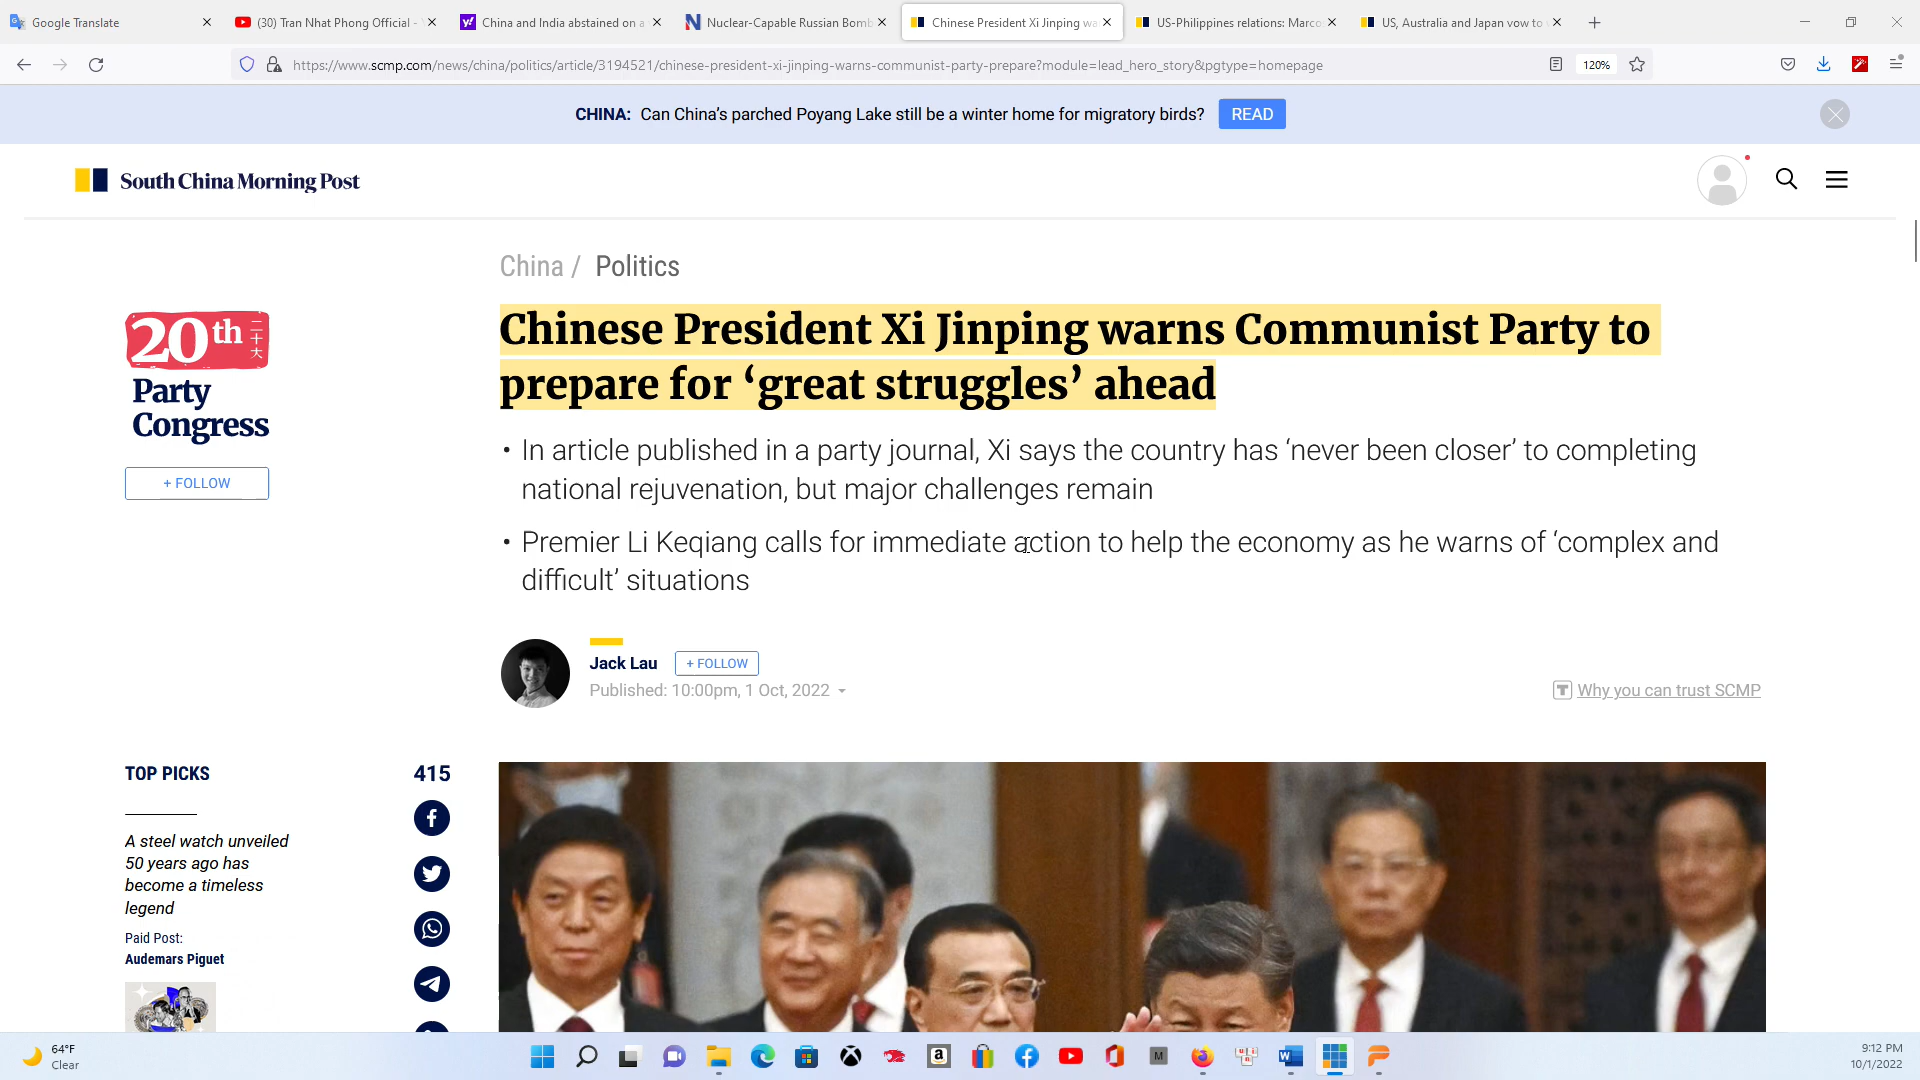 Google Translate
(30) Tran Nhat Phong Official -
China and India abstained on a
Nuclear-Capable Russian Bomb
Chinese President Xi Jinping wa
US-Philippines relations: Marco
US, Australia and Japan vow to
https://www.scmp.com/news/china/politics/article/3194521/chinese-president-xi-jinping-warns-communist-party-prepare?module=lead_hero_story&pgtype=homepage
120%
CHINA: Can China's parched Poyang Lake still be a winter home for migratory birds? READ
South China Morning Post
China / Politics
20th 二十大
Party
Congress
+ FOLLOW
Chinese President Xi Jinping warns Communist Party to
prepare for ‘great struggles’ ahead
• In article published in a party journal, Xi says the country has ‘never been closer’ to completing
national rejuvenation, but major challenges remain
• Premier Li Keqiang calls for immediate action to help the economy as he warns of ‘complex and
difficult’ situations
Jack Lau + FOLLOW
Published: 10:00pm, 1 Oct, 2022
Why you can trust SCMP
TOP PICKS
415
A steel watch unveiled
50 years ago has
become a timeless
legend
Paid Post:
Audemars Piguet
64°F
Clear
9:12 PM
10/1/2022